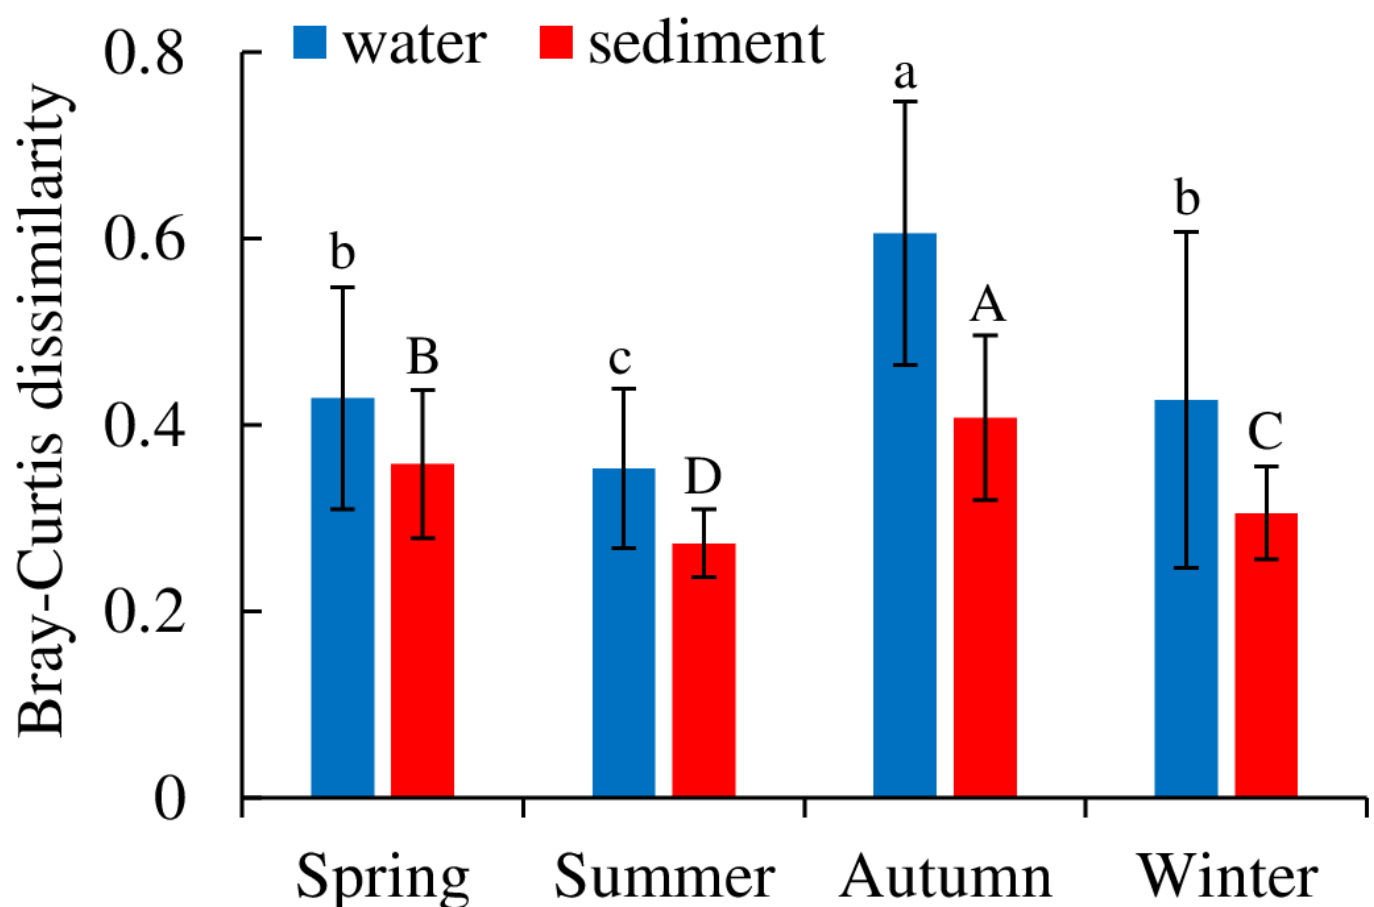 water sediment
Bray-Curtis dissimilarity
0.8
0.6
0.4
0.2
0
b
B
c
D
a
A
b
C
Spring Summer Autumn Winter